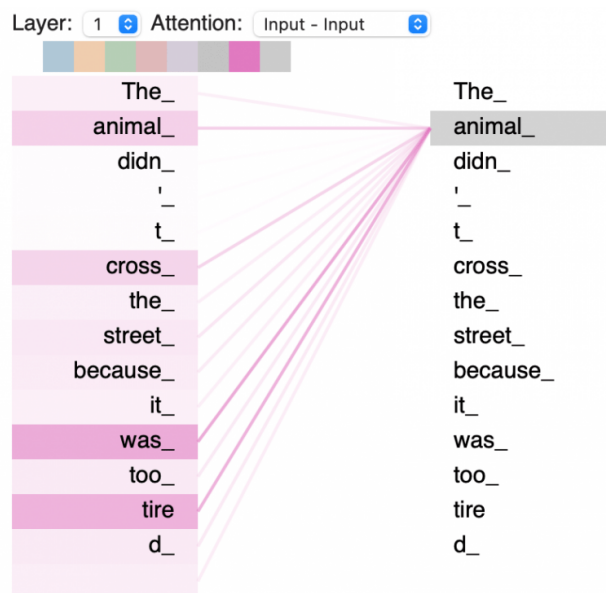 Layer: 1 Attention: Input - Input
The_ The_
animal_ animal_
didn_ didn_
'_ '_
t_ t_
cross_ cross_
the_ the_
street_ street_
because_ because_
it_ it_
was_ was_
too_ too_
tire tire
d_ d_